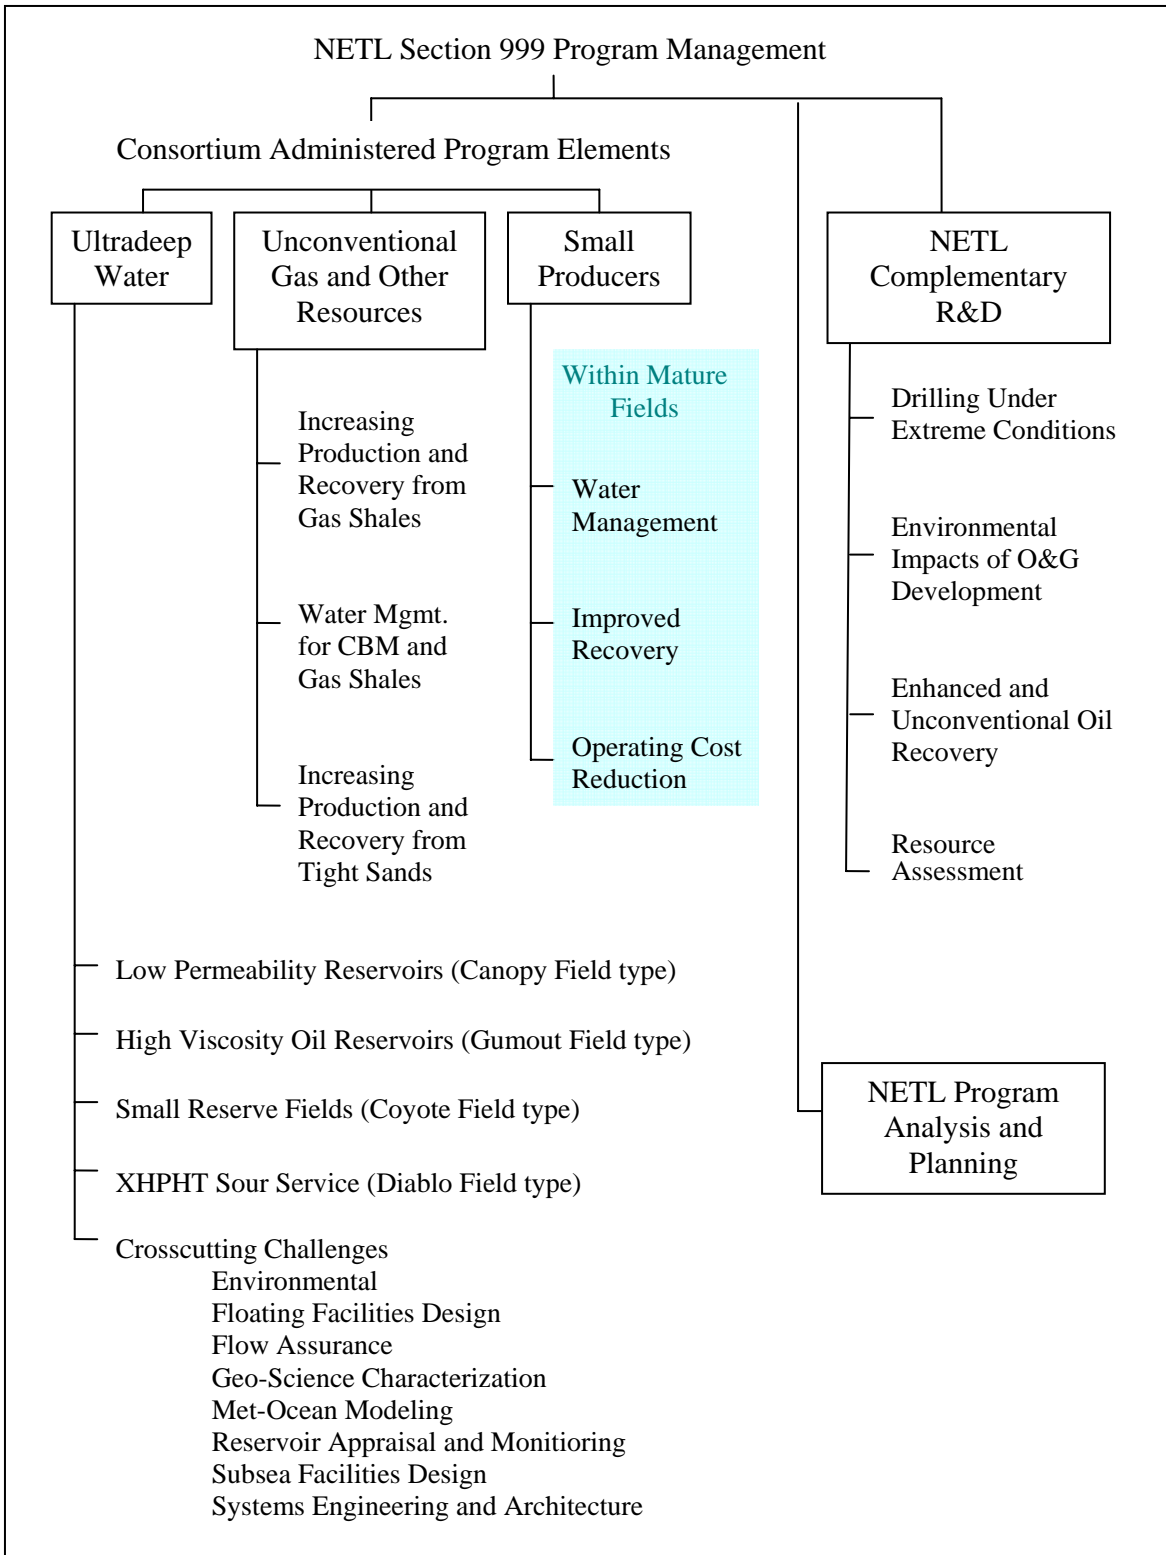 NETL Section 999 Program Management
Consortium Administered Program Elements
Ultradeep
Water
Unconventional
Gas and Other
Resources
Small
Producers
NETL
Complementary
R&D
Increasing
Production and
Recovery from
Gas Shales
Water Mgmt.
for CBM and
Gas Shales
Increasing
Production and
Recovery from
Tight Sands
Within Mature
Fields
Water
Management
Improved
Recovery
Operating Cost
Reduction
Drilling Under
Extreme Conditions
Environmental
Impacts of O&G
Development
Enhanced and
Unconventional Oil
Recovery
Resource
Assessment
Low Permeability Reservoirs (Canopy Field type)
High Viscosity Oil Reservoirs (Gumout Field type)
Small Reserve Fields (Coyote Field type)
XHPHT Sour Service (Diablo Field type)
Crosscutting Challenges
Environmental
Floating Facilities Design
Flow Assurance
Geo-Science Characterization
Met-Ocean Modeling
Reservoir Appraisal and Monitioring
Subsea Facilities Design
Systems Engineering and Architecture
NETL Program
Analysis and
Planning